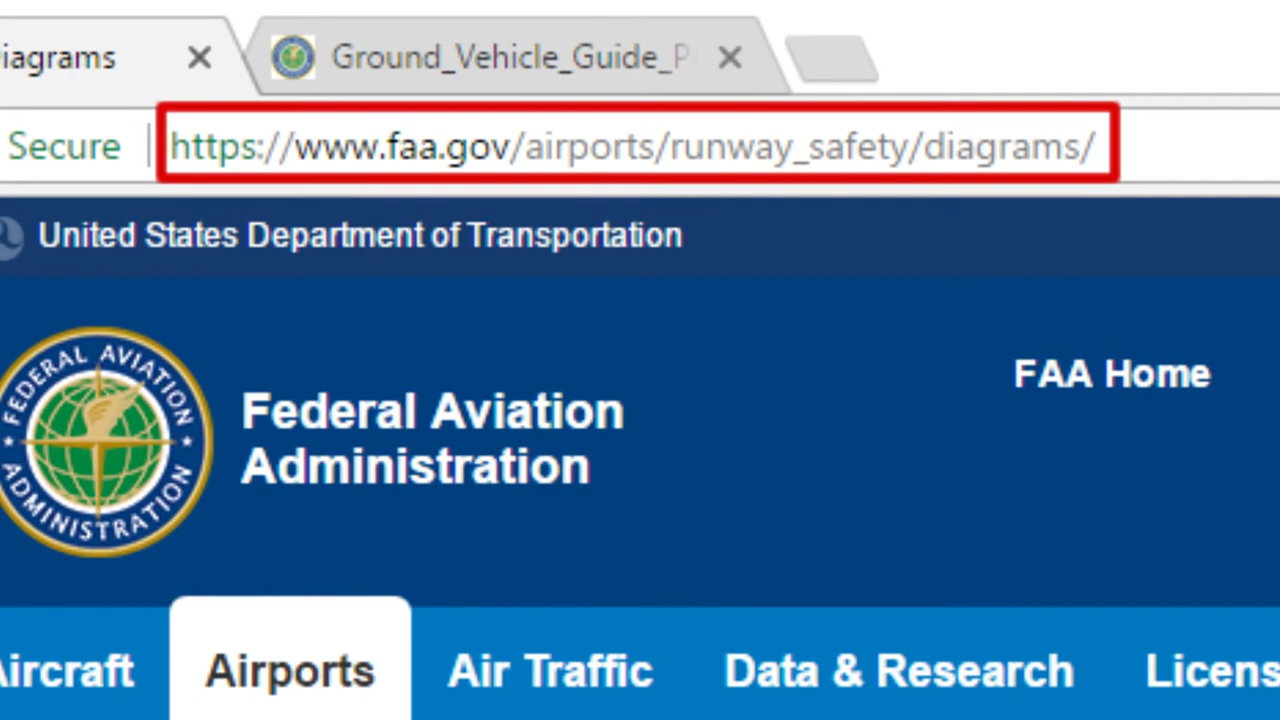 iagrams
Ground_Vehicle_Guide_P
Secure
https://www.faa.gov/airports/runway_safety/diagrams/
United States Department of Transportation
FEDERAL AVIATION ADMINISTRATION
Federal Aviation
Administration
FAA Home
Aircraft Airports Air Traffic Data & Research Licens